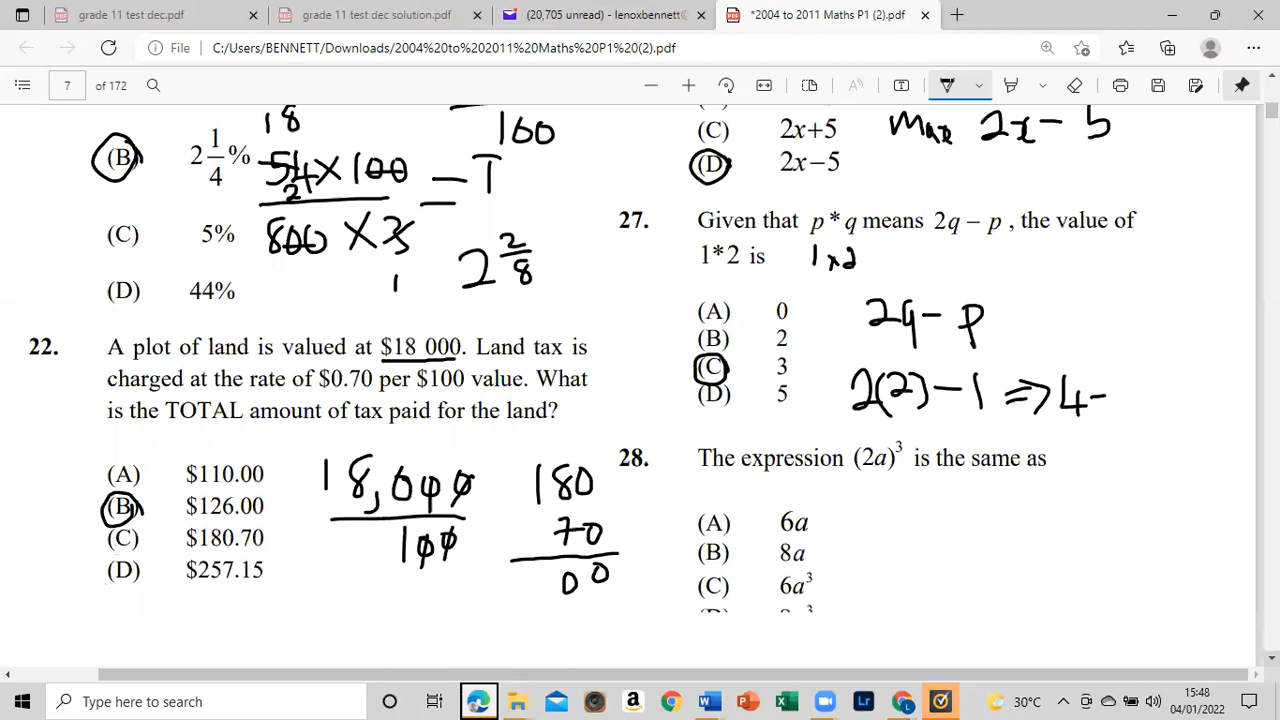 grade 11 test dec.pdf
grade 11 test dec solution.pdf
(20,705 unread) - lenoxbennett@
*2004 to 2011 Maths P1 (2).pdf
File
C:/Users/BENNETT/Downloads/2004%20to%202011%20Maths%20P1%20(2).pdf
7 of 172
18
(B) 2 1/4 %
54 × 100
2
= T
160
800 × 3
1
2 2/8
(C) 5%
(D) 44%
22. A plot of land is valued at $18 000. Land tax is
charged at the rate of $0.70 per $100 value. What
is the TOTAL amount of tax paid for the land?
(A) $110.00
(B) $126.00
(C) $180.70
(D) $257.15
18,000
100
180
70
00
(C) 2x+5
(D) 2x−5
2x − 5
27. Given that p * q means 2q − p , the value of
1*2 is
1×2
(A) 0
(B) 2
(C) 3
(D) 5
2q − p
2(2) − 1 => 4-
28. The expression (2a)³ is the same as
(A) 6a
(B) 8a
(C) 6a³
Type here to search
30°C
15:48
04/01/2022